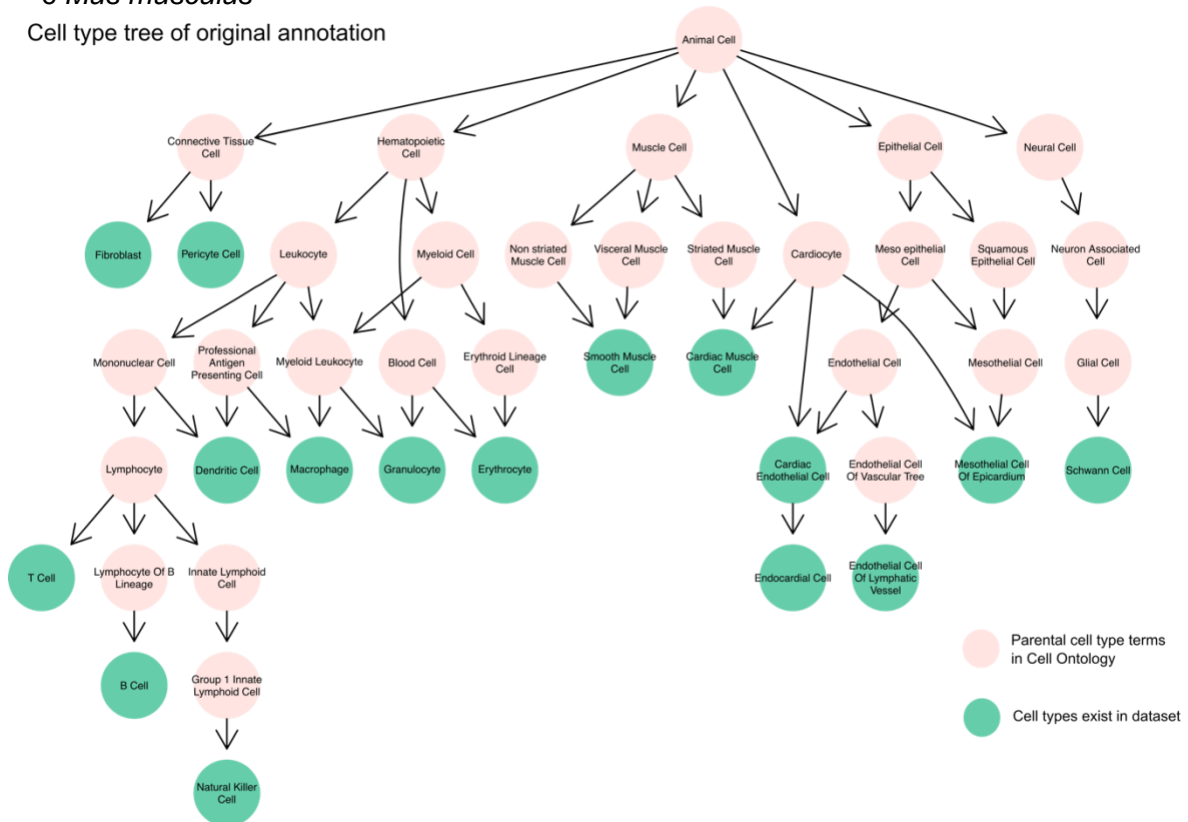 Mus musculus
Cell type tree of original annotation
Animal Cell
Connective Tissue
Cell
Hematopoietic
Cell
Muscle Cell
Epithelial Cell
Neural Cell
Fibroblast
Pericyte Cell
Leukocyte
Myeloid Cell
Non striated
Muscle Cell
Visceral Muscle
Cell
Striated Muscle
Cell
Cardiocyte
Meso epithelial
Cell
Squamous
Epithelial Cell
Neuron Associated
Cell
Mononuclear Cell
Professional
Antigen
Presenting Cell
Myeloid Leukocyte
Blood Cell
Erythroid Lineage
Cell
Smooth Muscle
Cell
Cardiac Muscle
Cell
Endothelial Cell
Mesothelial Cell
Glial Cell
Lymphocyte
Dendritic Cell
Macrophage
Granulocyte
Erythrocyte
Cardiac
Endothelial Cell
Endothelial Cell
Of Vascular Tree
Mesothelial Cell
Of Epicardium
Schwann Cell
T Cell
Lymphocyte Of B
Lineage
Innate Lymphoid
Cell
Endocardial Cell
Endothelial Cell
Of Lymphatic
Vessel
B Cell
Group 1 Innate
Lymphoid Cell
Natural Killer
Cell
Parental cell type terms
in Cell Ontology
Cell types exist in dataset